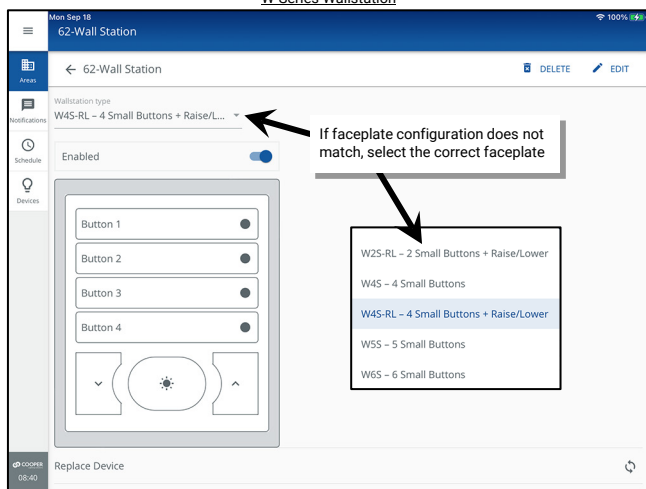 W-Series Wallstation
Mon Sep 18
100%
62-Wall Station
Areas
Notifications
Schedule
Devices
COOPER
08:40
← 62-Wall Station
DELETE
EDIT
Wallstation type
W4S-RL – 4 Small Buttons + Raise/L...
Enabled
Button 1
Button 2
Button 3
Button 4
Replace Device
If faceplate configuration does not
match, select the correct faceplate
W2S-RL – 2 Small Buttons + Raise/Lower
W4S – 4 Small Buttons
W4S-RL – 4 Small Buttons + Raise/Lower
W5S – 5 Small Buttons
W6S – 6 Small Buttons